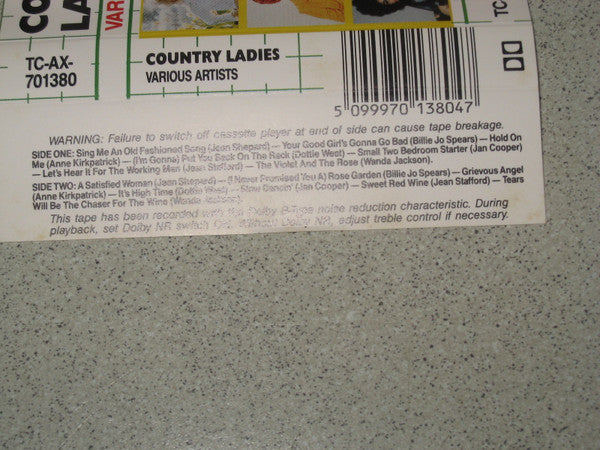 CO
LA
VAR
TC-AX-
701380
COUNTRY LADIES
VARIOUS ARTISTS
5 099970 138047
TC
WARNING: Failure to switch off cassette player at end of side can cause tape breakage.
SIDE ONE: Sing Me An Old Fashioned Song (Jean Shepard) — Your Good Girl's Gonna Go Bad (Billie Jo Spears) — Hold On
Me (Anne Kirkpatrick) — (I'm Gonna) Put You Back On The Rack (Dottie West) — Small Two Bedroom Starter (Jan Cooper)
— Let's Hear It For The Working Man (Jean Stafford) — The Violet And The Rose (Wanda Jackson).
SIDE TWO: A Satisfied Woman (Jean Shepard) — (I Never Promised You A) Rose Garden (Billie Jo Spears) — Grievous Angel
(Anne Kirkpatrick) — It's High Time (Dottie West) — Slow Dancin' (Jan Cooper) — Sweet Red Wine (Jean Stafford) — Tears
Will Be The Chaser For The Wine (Wanda Jackson).
This tape has been recorded with the Dolby B-Type noise reduction characteristic. During
playback, set Dolby NR switch On. Without Dolby NR, adjust treble control if necessary.